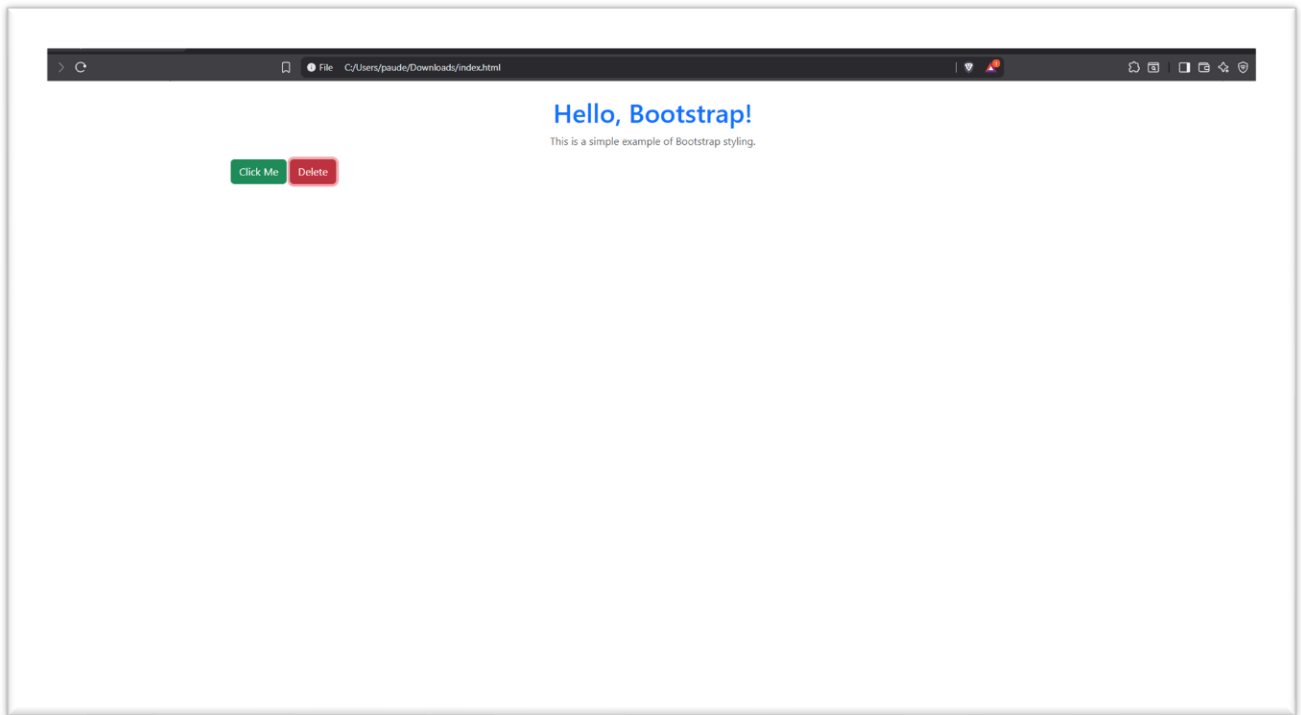 File C:/Users/paude/Downloads/index.html
Hello, Bootstrap!
This is a simple example of Bootstrap styling.
Click Me Delete